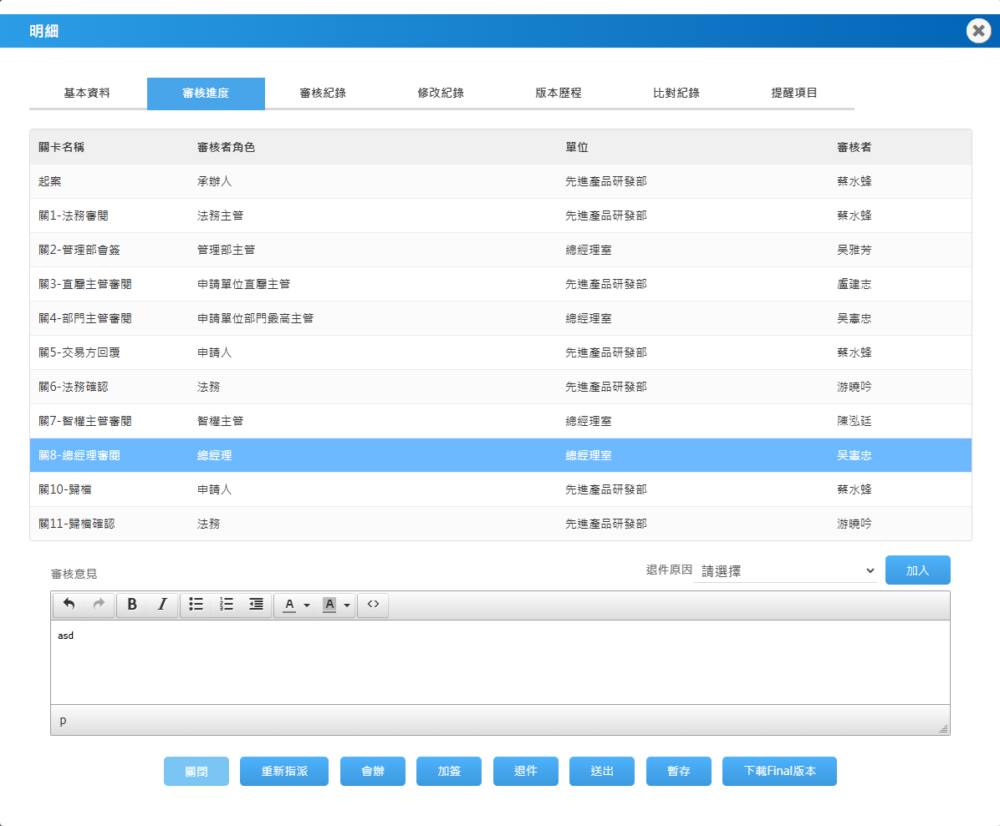 明細
基本資料 審核進度 審核紀錄 修改紀錄 版本歷程 比對紀錄 提醒項目
關卡名稱 審核者角色 單位 審核者
起案 承辦人 先進產品研發部 蔡水蜂
關1-法務審閱 法務主管 先進產品研發部 蔡水蜂
關2-管理部會簽 管理部主管 總經理室 吴雅芳
關3-直屬主管審閱 申請單位直屬主管 先進產品研發部 盧建志
關4-部門主管審閱 申請單位部門最高主管 總經理室 吴憲忠
關5-交易方回覆 申請人 先進產品研發部 蔡水蜂
關6-法務確認 法務 先進產品研發部 游曉吟
關7-智權主管審閱 智權主管 總經理室 陳泓廷
關8-總經理審閱 總經理 總經理室 吴憲忠
關10-歸檔 申請人 先進產品研發部 蔡水蜂
關11-歸檔確認 法務 先進產品研發部 游曉吟
審核意見 退件原因 請選擇 加入
B I A A <>
asd
p
關閉 重新指派 會辦 加簽 退件 送出 暫存 下載Final版本